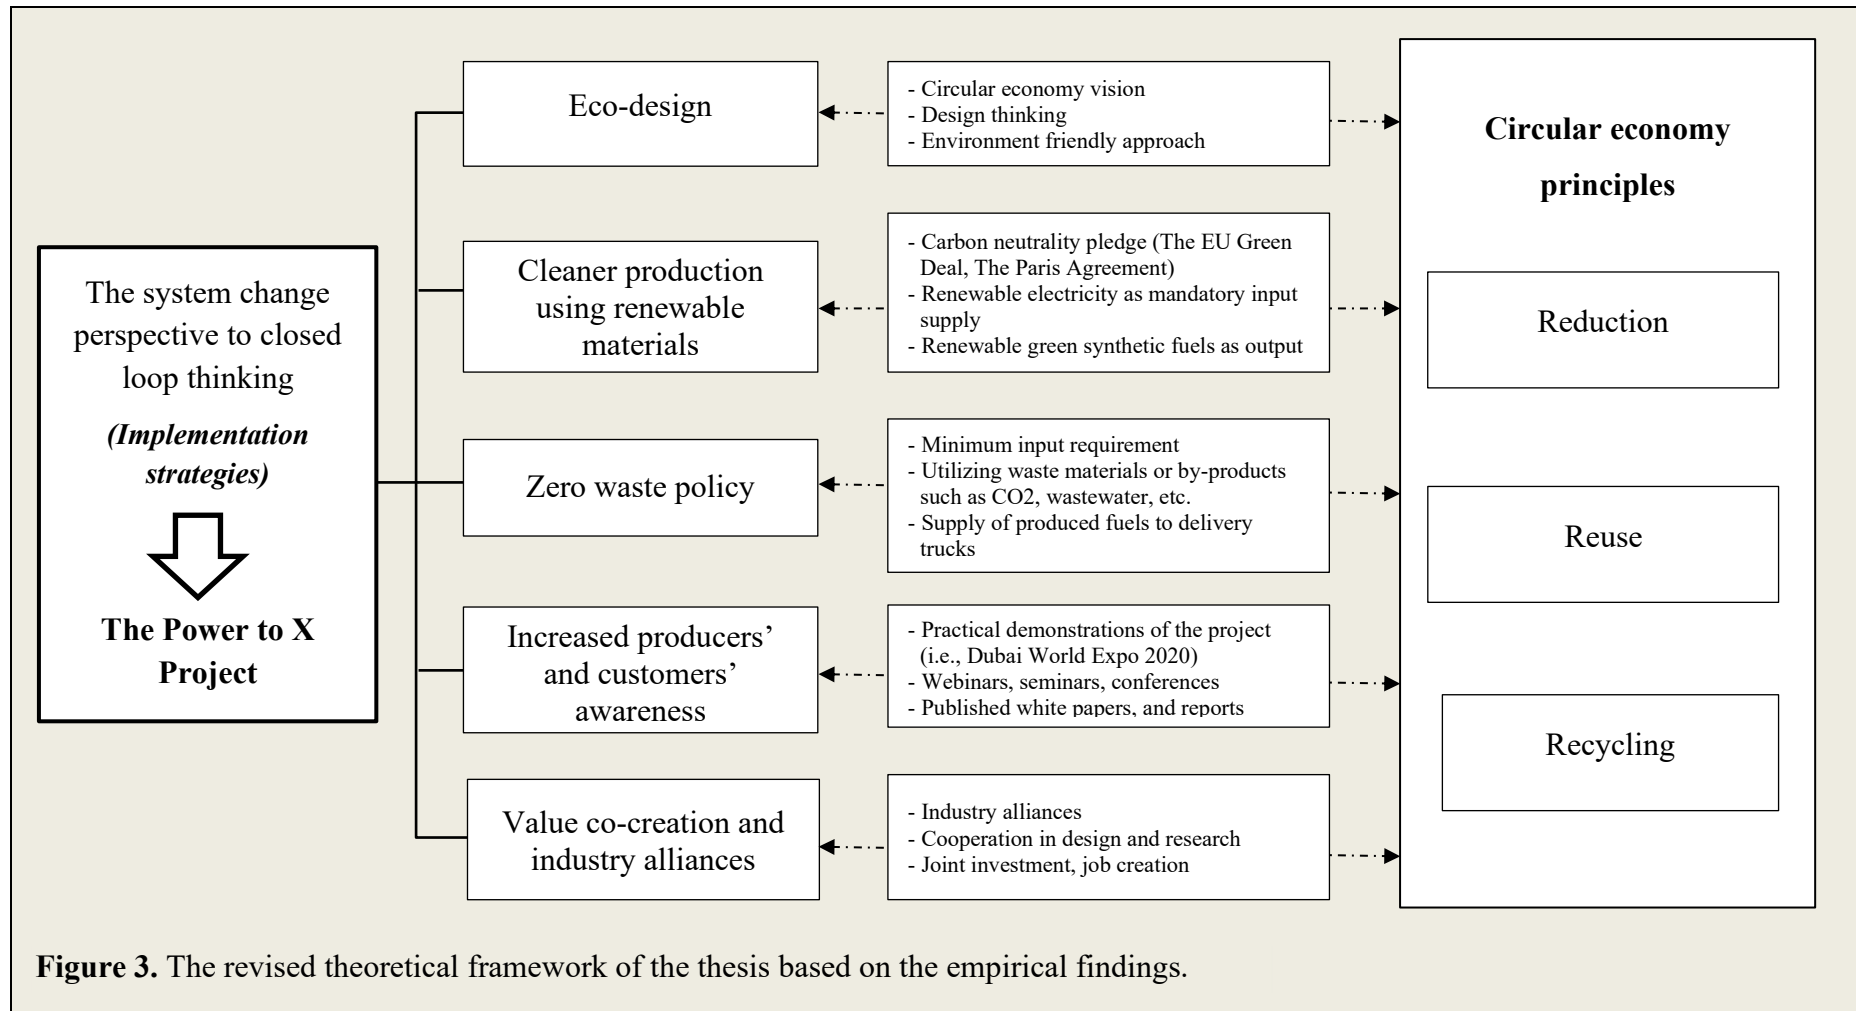 The system change
perspective to closed
loop thinking
(Implementation
strategies)
The Power to X
Project
Eco-design
- Circular economy vision
- Design thinking
- Environment friendly approach
Cleaner production
using renewable
materials
- Carbon neutrality pledge (The EU Green
Deal, The Paris Agreement)
- Renewable electricity as mandatory input
supply
- Renewable green synthetic fuels as output
Zero waste policy
- Minimum input requirement
- Utilizing waste materials or by-products
such as CO2, wastewater, etc.
- Supply of produced fuels to delivery
trucks
Increased producers’
and customers’
awareness
- Practical demonstrations of the project
(i.e., Dubai World Expo 2020)
- Webinars, seminars, conferences
- Published white papers, and reports
Value co-creation and
industry alliances
- Industry alliances
- Cooperation in design and research
- Joint investment, job creation
Circular economy
principles
Reduction
Reuse
Recycling
Figure 3. The revised theoretical framework of the thesis based on the empirical findings.